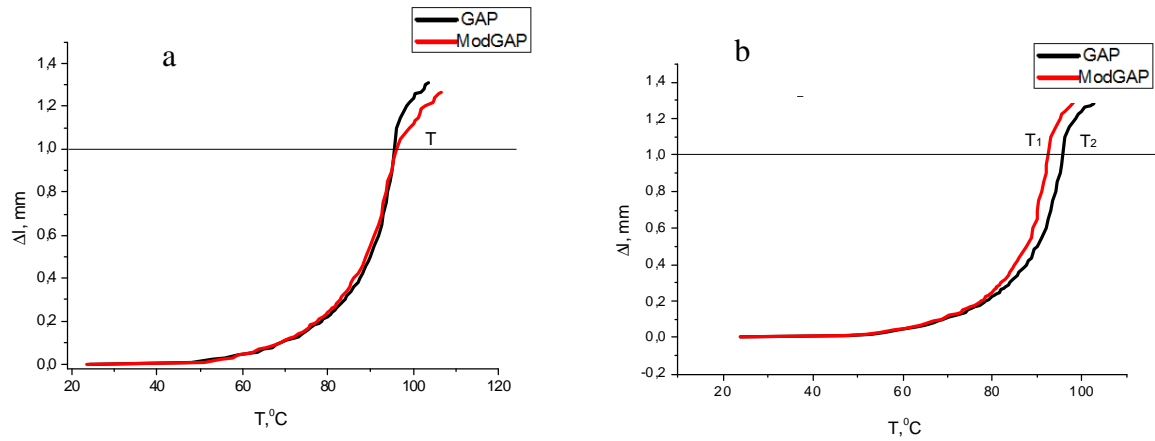 a
GAP
ModGAP
1,4
1,2
1,0
0,8
0,6
0,4
0,2
0,0
Δl, mm
T
20 40 60 80 100 120
T,⁰C
b
GAP
ModGAP
1,4
1,2
1,0
0,8
0,6
0,4
0,2
0,0
-0,2
Δl, mm
T₁ T₂
20 40 60 80 100
T,⁰C